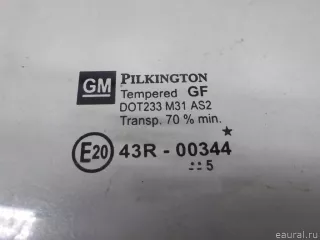 GM PILKINGTON
Tempered GF
DOT233 M31 AS2
Transp. 70 % min.
E20 43R - 00344
5
eaural.ru